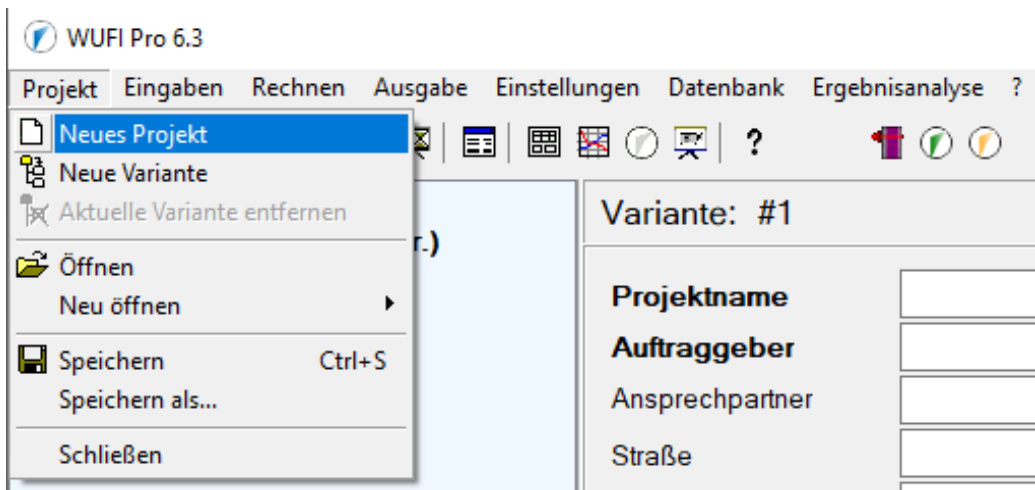 WUFI Pro 6.3
Projekt Eingaben Rechnen Ausgabe Einstellungen Datenbank Ergebnisanalyse ?
?
Neues Projekt
Neue Variante
Aktuelle Variante entfernen
Öffnen
Neu öffnen
Speichern Ctrl+S
Speichern als...
Schließen
r.)
Variante: #1
Projektname
Auftraggeber
Ansprechpartner
Straße